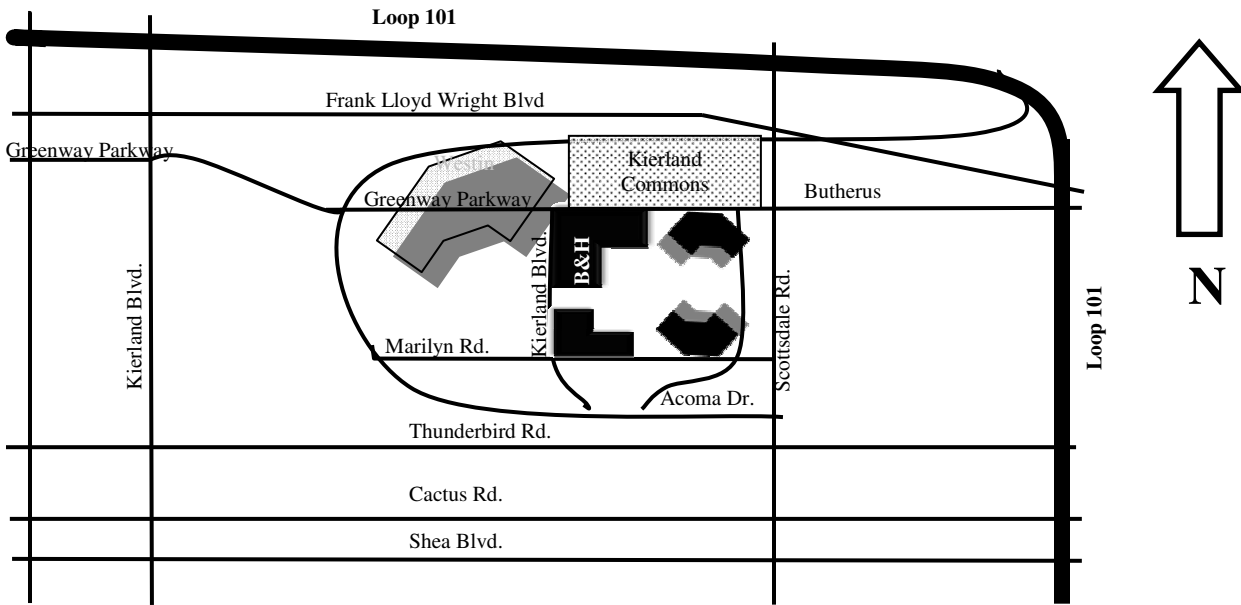 Loop 101
Frank Lloyd Wright Blvd
Greenway Parkway
Westin
Kierland
Commons
Greenway Parkway
Butherus
B&H
Kierland Blvd.
Kierland Blvd.
Scottsdale Rd.
N
Loop 101
Marilyn Rd.
Acoma Dr.
Thunderbird Rd.
Cactus Rd.
Shea Blvd.